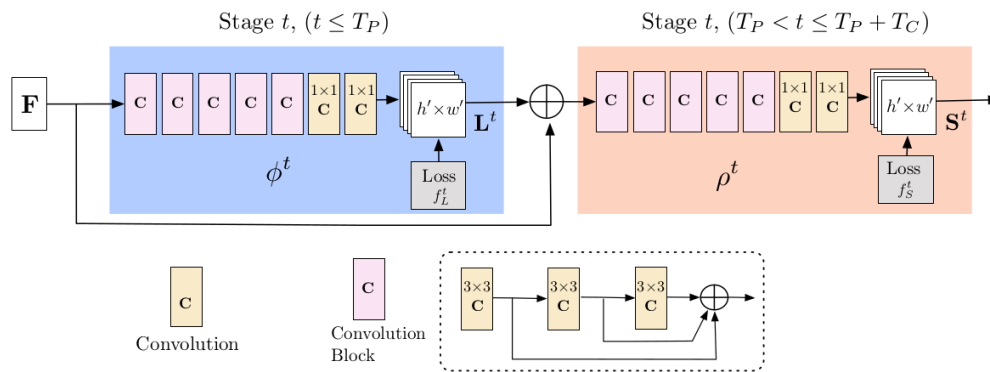 Stage t, (t ≤ T_P)
Stage t, (T_P < t ≤ T_P + T_C)
F
C
C
C
C
C
1×1
C
1×1
C
h′×w′
L^t
Loss
f_L^t
ϕ^t
C
C
C
C
C
1×1
C
1×1
C
h′×w′
S^t
Loss
f_S^t
ρ^t
C
Convolution
C
Convolution
Block
3×3
C
3×3
C
3×3
C